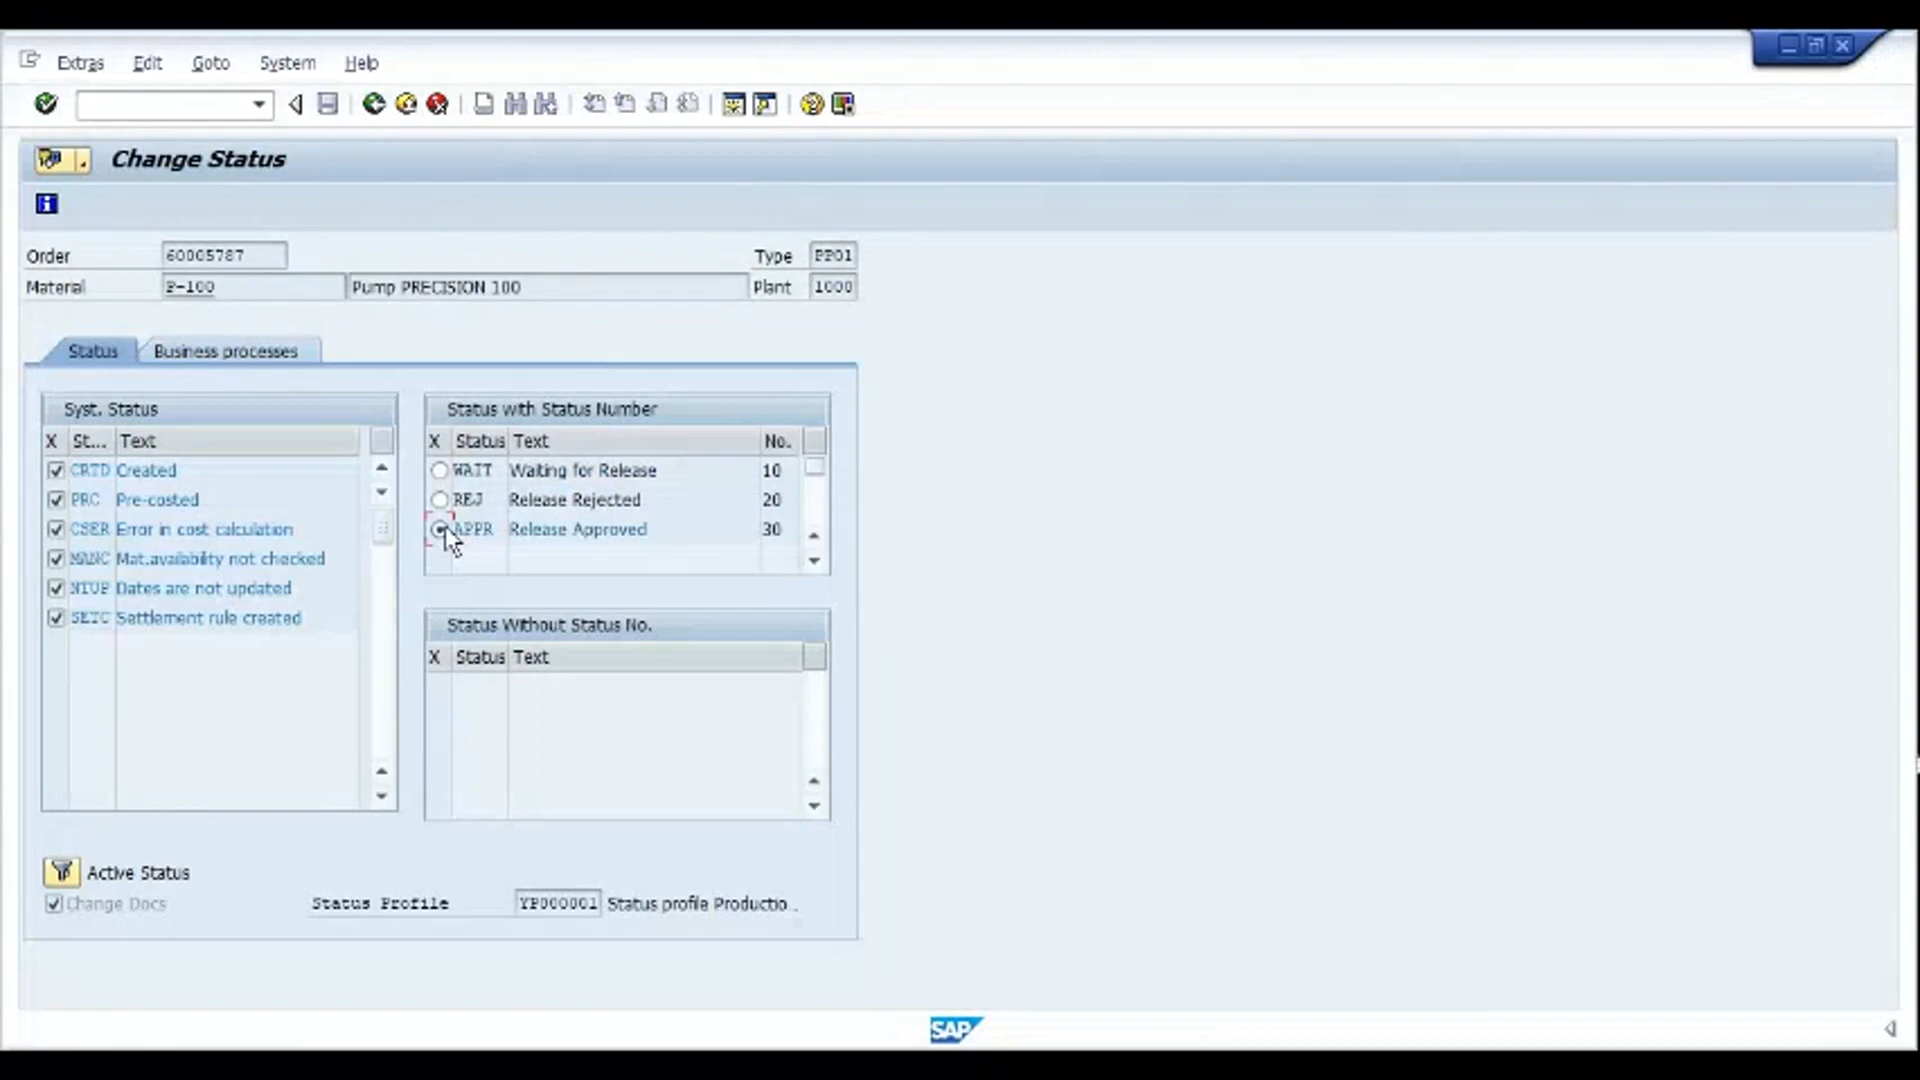 Extras Edit Goto System Help
Change Status
Order 60005787 Type PP01
Material P-100 Pump PRECISION 100 Plant 1000
Status Business processes
Syst. Status
X St... Text
CRTD Created
PRC Pre-costed
CSER Error in cost calculation
MANC Mat.availability not checked
NTUP Dates are not updated
SETC Settlement rule created
Status with Status Number
X Status Text No.
WAIT Waiting for Release 10
REJ Release Rejected 20
APPR Release Approved 30
Status Without Status No.
X Status Text
Active Status
Change Docs Status Profile YP000001 Status profile Productio
SAP